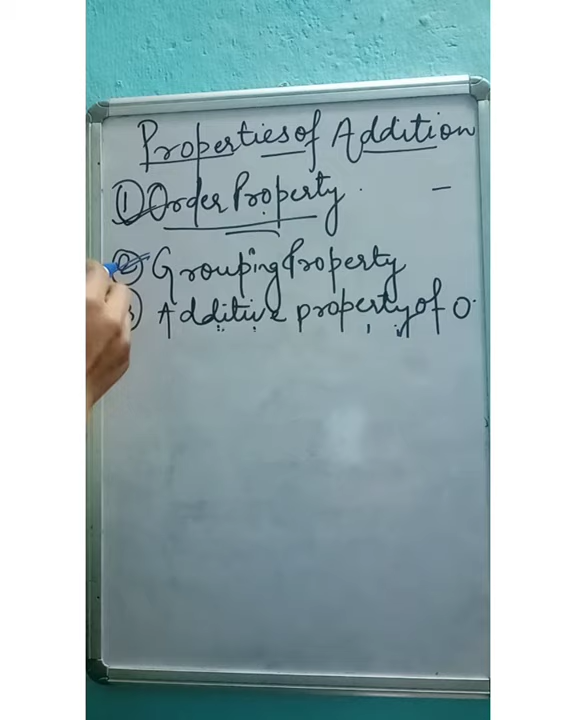 Properties of Addition
① Order Property . –
② Grouping Property
③ Additive property of 0.